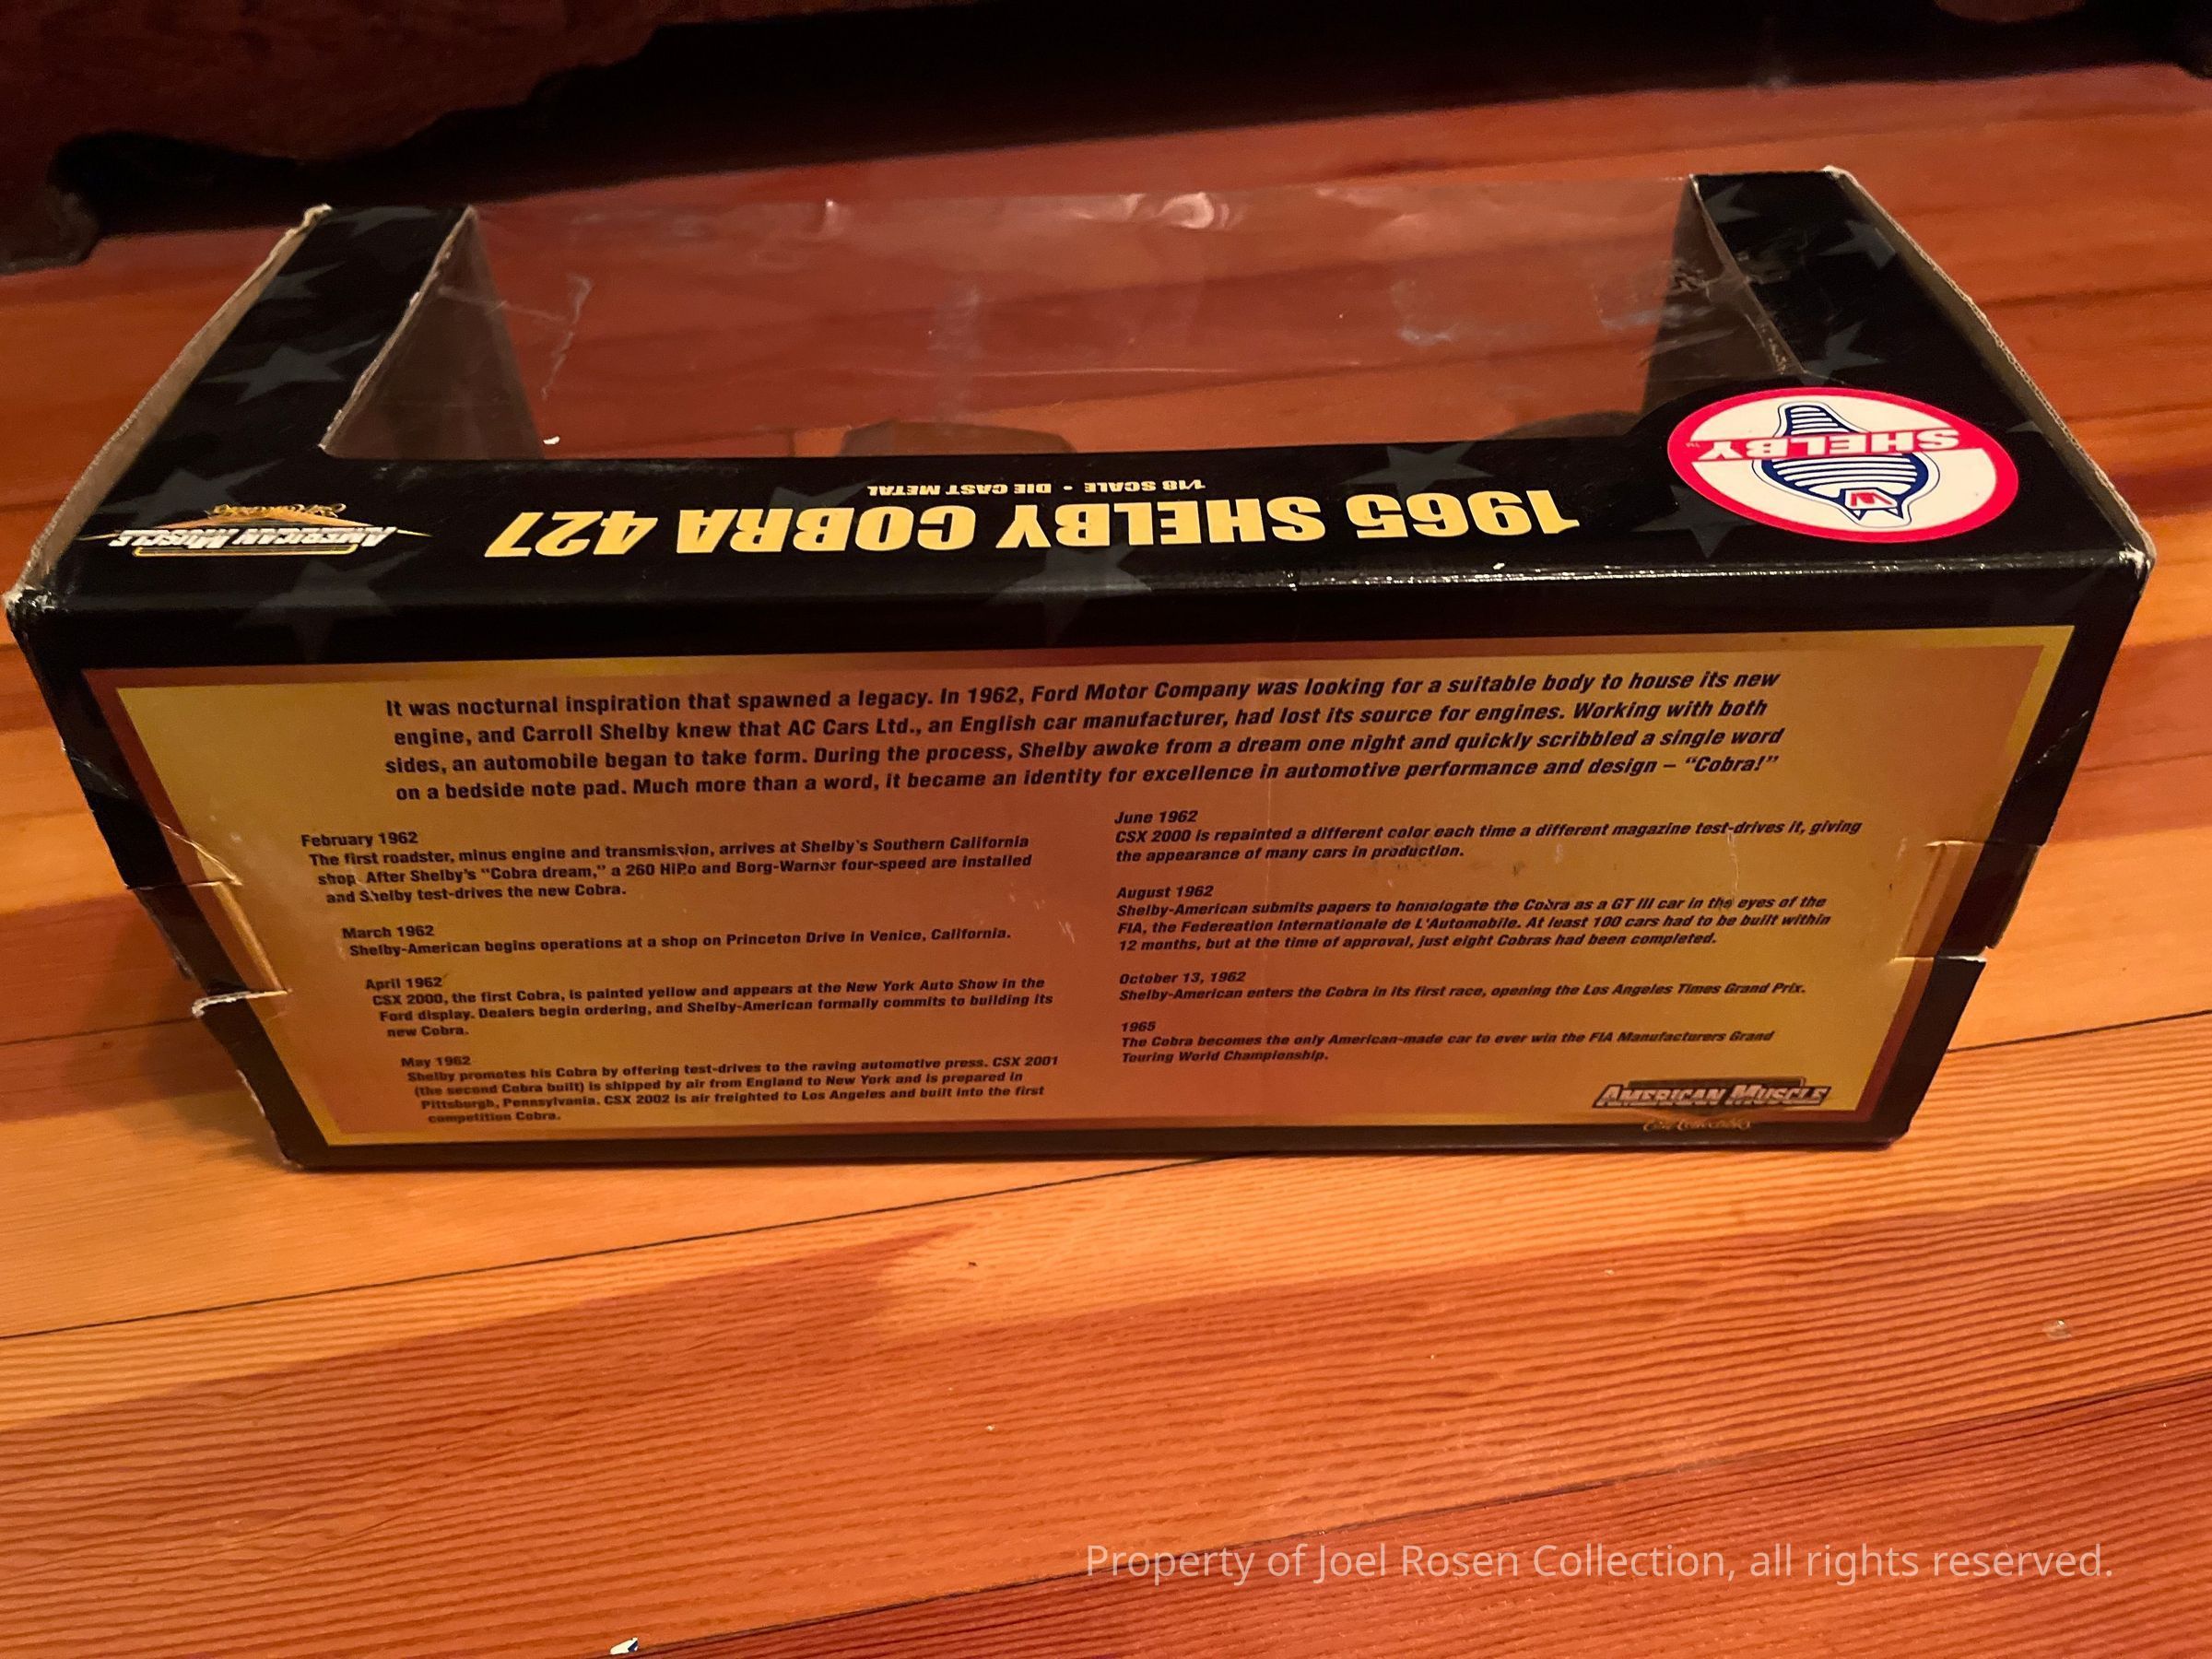 AMERICAN MUSCLE
1/18 SCALE - DIE CAST METAL
1965 SHELBY COBRA 427
SHELBY
TM
It was nocturnal inspiration that spawned a legacy. In 1962, Ford Motor Company was looking for a suitable body to house its new
engine, and Carroll Shelby knew that AC Cars Ltd., an English car manufacturer, had lost its source for engines. Working with both
sides, an automobile began to take form. During the process, Shelby awoke from a dream one night and quickly scribbled a single word
on a bedside note pad. Much more than a word, it became an identity for excellence in automotive performance and design – “Cobra!”
February 1962
The first roadster, minus engine and transmission, arrives at Shelby's Southern California
shop. After Shelby's “Cobra dream,” a 260 HiPo and Borg-Warner four-speed are installed
and Shelby test-drives the new Cobra.
March 1962
Shelby-American begins operations at a shop on Princeton Drive in Venice, California.
April 1962
CSX 2000, the first Cobra, is painted yellow and appears at the New York Auto Show in the
Ford display. Dealers begin ordering, and Shelby-American formally commits to building its
new Cobra.
May 1962
Shelby promotes his Cobra by offering test-drives to the raving automotive press. CSX 2001
(the second Cobra built) is shipped by air from England to New York and is prepared in
Pittsburgh, Pennsylvania. CSX 2002 is air freighted to Los Angeles and built into the first
competition Cobra.
June 1962
CSX 2000 is repainted a different color each time a different magazine test-drives it, giving
the appearance of many cars in production.
August 1962
Shelby-American submits papers to homologate the Cobra as a GT III car in the eyes of the
FIA, the Federeation Internationale de L'Automobile. At least 100 cars had to be built within
12 months, but at the time of approval, just eight Cobras had been completed.
October 13, 1962
Shelby-American enters the Cobra in its first race, opening the Los Angeles Times Grand Prix.
1965
The Cobra becomes the only American-made car to ever win the FIA Manufacturers Grand
Touring World Championship.
AMERICAN MUSCLE
Property of Joel Rosen Collection, all rights reserved.